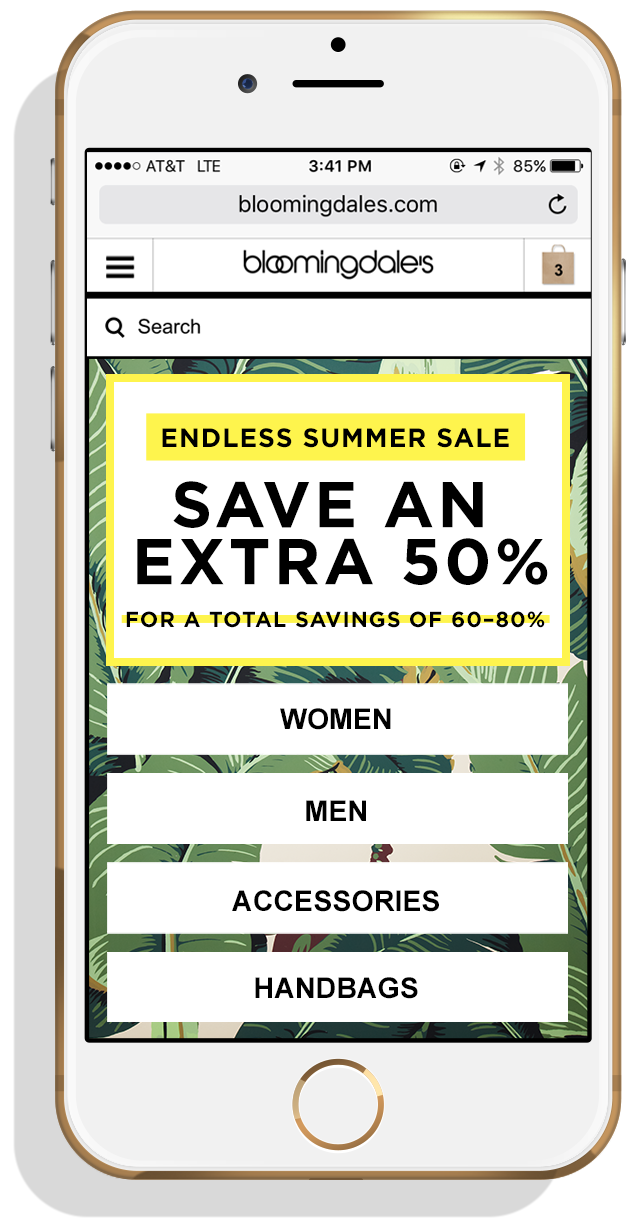 AT&T LTE 3:41 PM 85%
bloomingdales.com
bloomingdale's 3
Search
ENDLESS SUMMER SALE
SAVE AN
EXTRA 50%
FOR A TOTAL SAVINGS OF 60–80%
WOMEN
MEN
ACCESSORIES
HANDBAGS